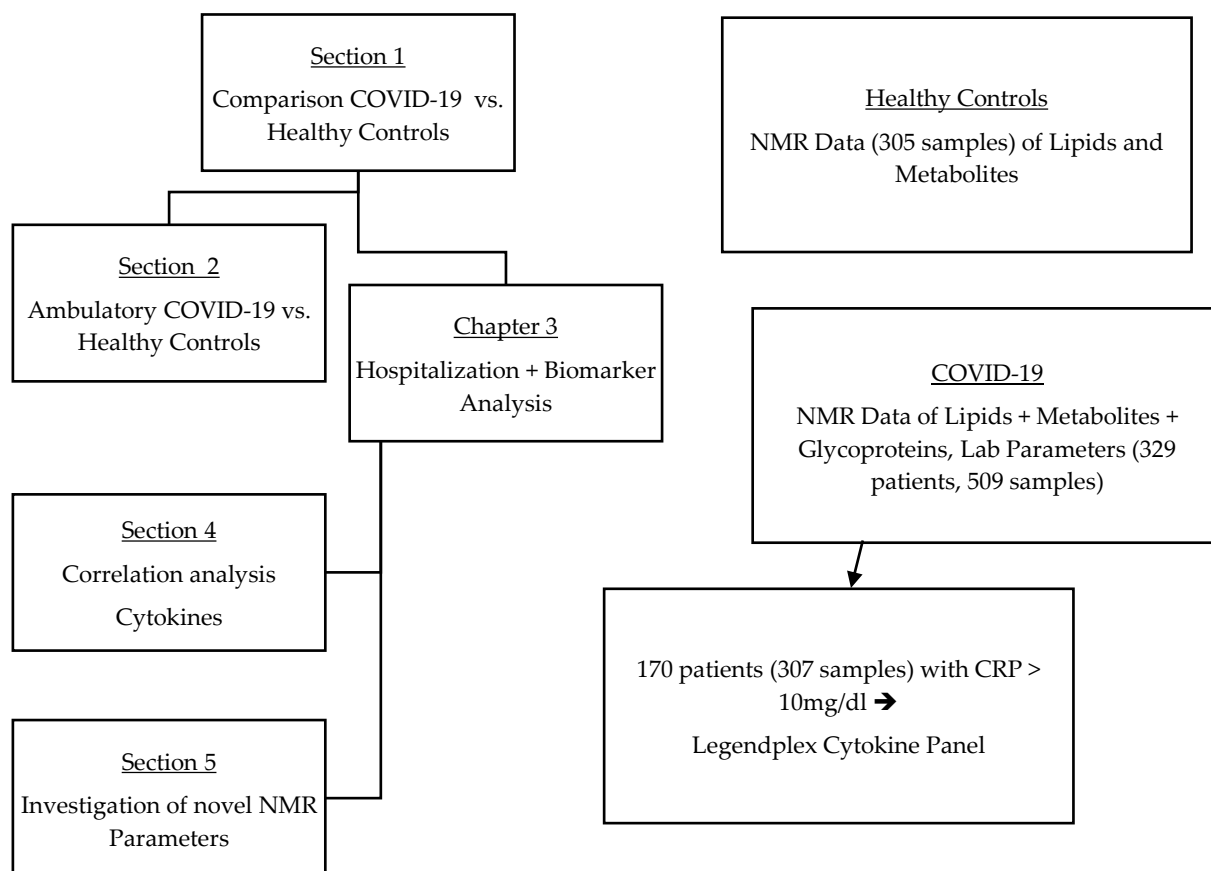 Section 1
Comparison COVID-19 vs.
Healthy Controls
Section 2
Ambulatory COVID-19 vs.
Healthy Controls
Chapter 3
Hospitalization + Biomarker
Analysis
Section 4
Correlation analysis
Cytokines
Section 5
Investigation of novel NMR
Parameters
Healthy Controls
NMR Data (305 samples) of Lipids and
Metabolites
COVID-19
NMR Data of Lipids + Metabolites +
Glycoproteins, Lab Parameters (329
patients, 509 samples)
170 patients (307 samples) with CRP >
10mg/dl ➔
Legendplex Cytokine Panel